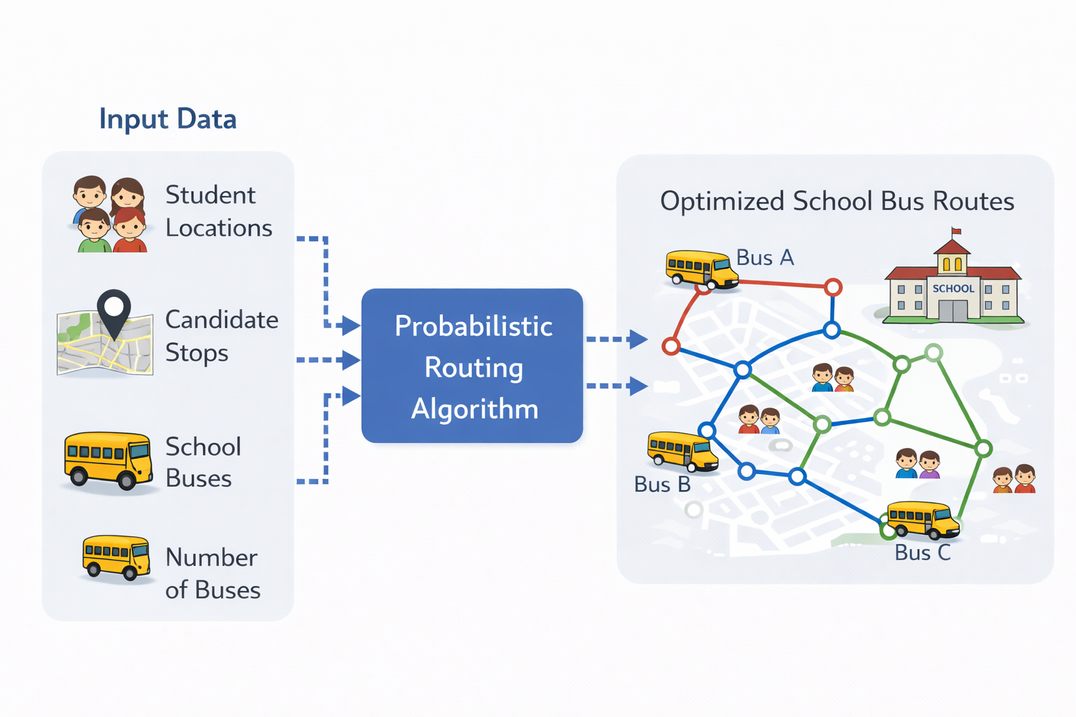 Input Data
Student
Locations
Candidate
Stops
School
Buses
Number
of Buses
Probabilistic
Routing
Algorithm
Optimized School Bus Routes
Bus A
SCHOOL
Bus B
Bus C